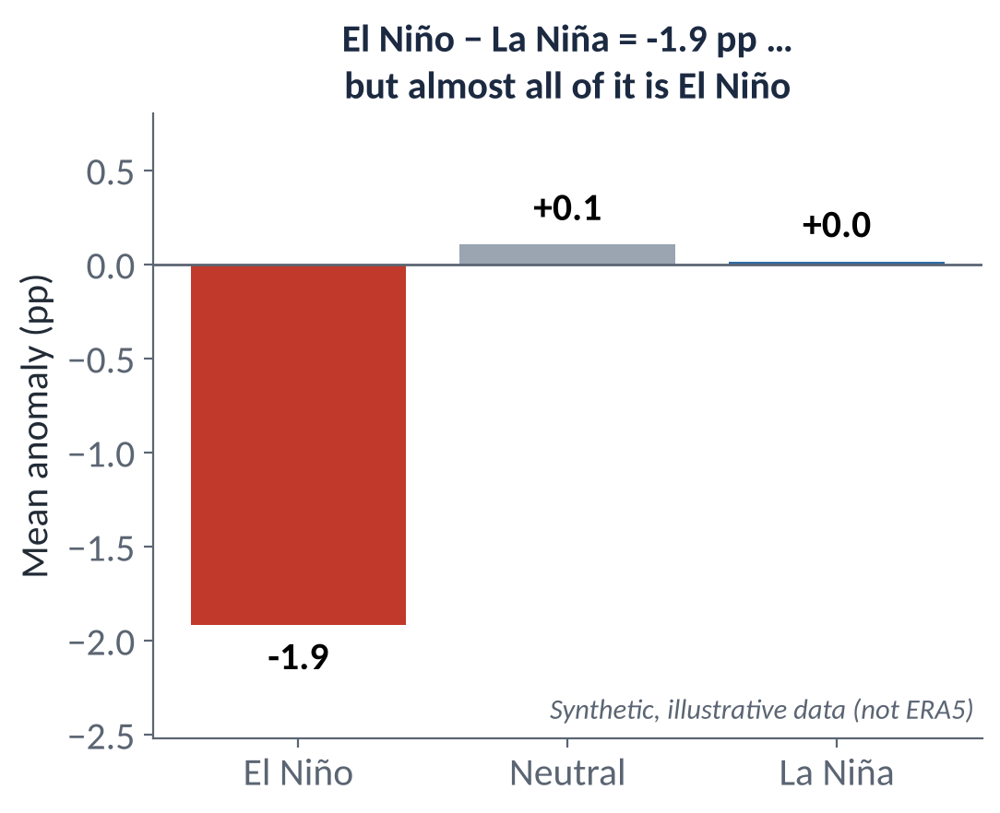 El Niño − La Niña = -1.9 pp ...
but almost all of it is El Niño
Mean anomaly (pp)
0.5
0.0
−0.5
−1.0
−1.5
−2.0
−2.5
+0.1
+0.0
-1.9
Synthetic, illustrative data (not ERA5)
El Niño
Neutral
La Niña